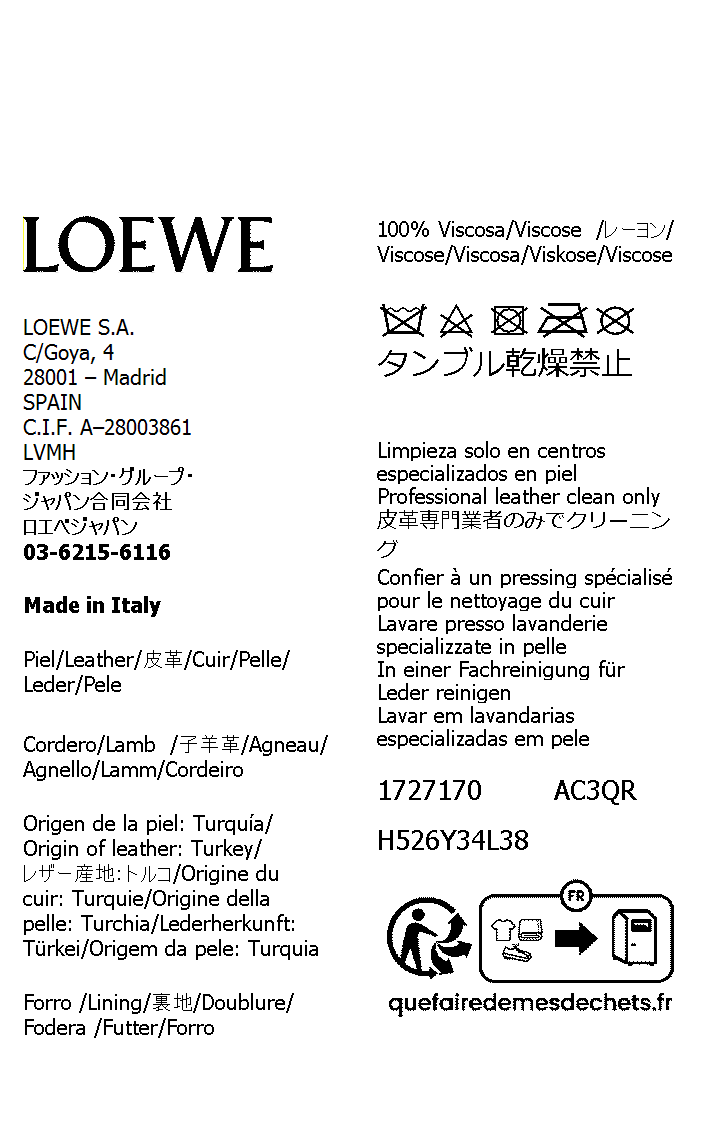 LOEWE
LOEWE S.A.
C/Goya, 4
28001 – Madrid
SPAIN
C.I.F. A–28003861
LVMH
ファッション・グループ・
ジャパン合同会社
ロエベジャパン
03-6215-6116
Made in Italy
Piel/Leather/皮革/Cuir/Pelle/
Leder/Pele
Cordero/Lamb /子羊革/Agneau/
Agnello/Lamm/Cordeiro
Origen de la piel: Turquía/
Origin of leather: Turkey/
レザー産地:トルコ/Origine du
cuir: Turquie/Origine della
pelle: Turchia/Lederherkunft:
Türkei/Origem da pele: Turquia
Forro /Lining/裏地/Doublure/
Fodera /Futter/Forro
100% Viscosa/Viscose /レーヨン/
Viscose/Viscosa/Viskose/Viscose
タンブル乾燥禁止
Limpieza solo en centros
especializados en piel
Professional leather clean only
皮革専門業者のみでクリーニン
グ
Confier à un pressing spécialisé
pour le nettoyage du cuir
Lavare presso lavanderie
specializzate in pelle
In einer Fachreinigung für
Leder reinigen
Lavar em lavandarias
especializadas em pele
1727170 AC3QR
H526Y34L38
FR
quefairedemesdechets.fr